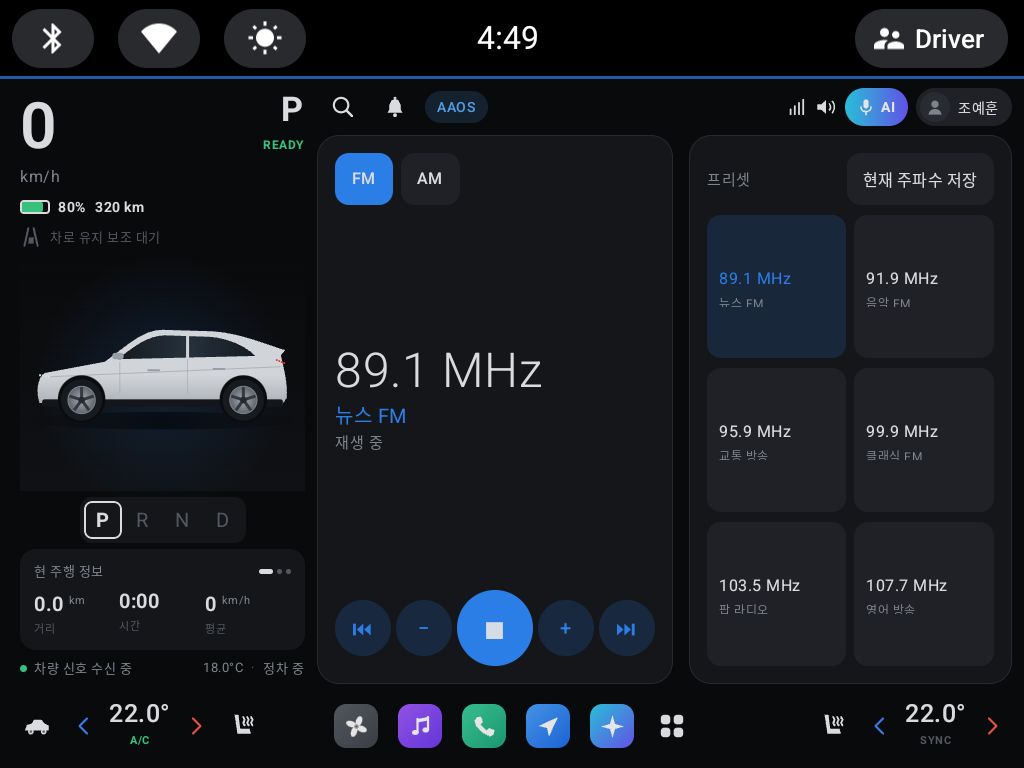 4:49
Driver
0
P
READY
km/h
80% 320 km
차로 유지 보조 대기
P R N D
현 주행 정보
0.0 km
거리
0:00
시간
0 km/h
평균
차량 신호 수신 중
18.0°C · 정차 중
AAOS
AI
조예훈
FM
AM
89.1 MHz
뉴스 FM
재생 중
프리셋
현재 주파수 저장
89.1 MHz
뉴스 FM
91.9 MHz
음악 FM
95.9 MHz
교통 방송
99.9 MHz
클래식 FM
103.5 MHz
팝 라디오
107.7 MHz
영어 방송
22.0°
A/C
22.0°
SYNC